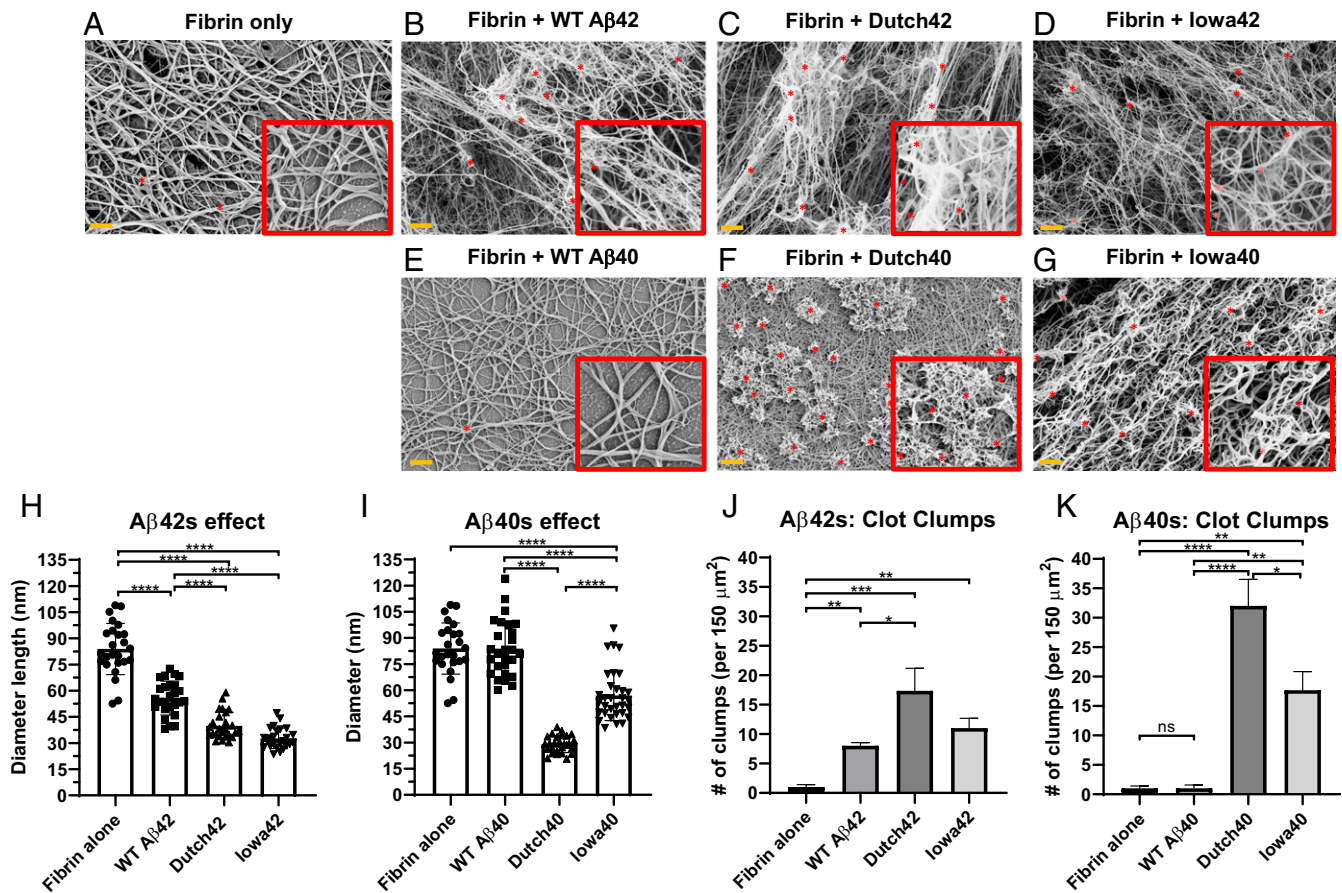 A Fibrin only
B Fibrin + WT Aβ42
C Fibrin + Dutch42
D Fibrin + Iowa42
E Fibrin + WT Aβ40
F Fibrin + Dutch40
G Fibrin + Iowa40
H Aβ42s effect
Diameter length (nm)
135
120
105
90
75
60
45
30
15
0
****
****
****
****
****
Fibrin alone
WT Aβ42
Dutch42
Iowa42
I Aβ40s effect
Diameter (nm)
135
120
105
90
75
60
45
30
15
0
****
****
****
****
Fibrin alone
WT Aβ40
Dutch40
Iowa40
J Aβ42s: Clot Clumps
# of clumps (per 150 μm²)
40
35
30
25
20
15
10
5
0
**
***
**
*
Fibrin alone
WT Aβ42
Dutch42
Iowa42
K Aβ40s: Clot Clumps
# of clumps (per 150 μm²)
40
35
30
25
20
15
10
5
0
**
****
**
****
*
ns
Fibrin alone
WT Aβ40
Dutch40
Iowa40